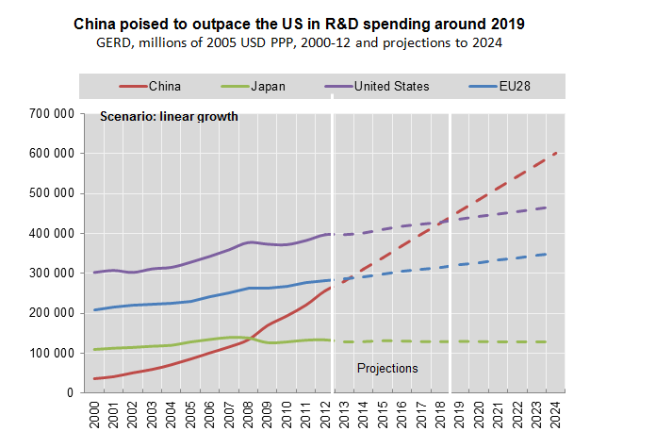 China poised to outpace the US in R&D spending around 2019
GERD, millions of 2005 USD PPP, 2000-12 and projections to 2024
China Japan United States EU28
Scenario: linear growth
700 000
600 000
500 000
400 000
300 000
200 000
100 000
0
Projections
2000 2001 2002 2003 2004 2005 2006 2007 2008 2009 2010 2011 2012 2013 2014 2015 2016 2017 2018 2019 2020 2021 2022 2023 2024